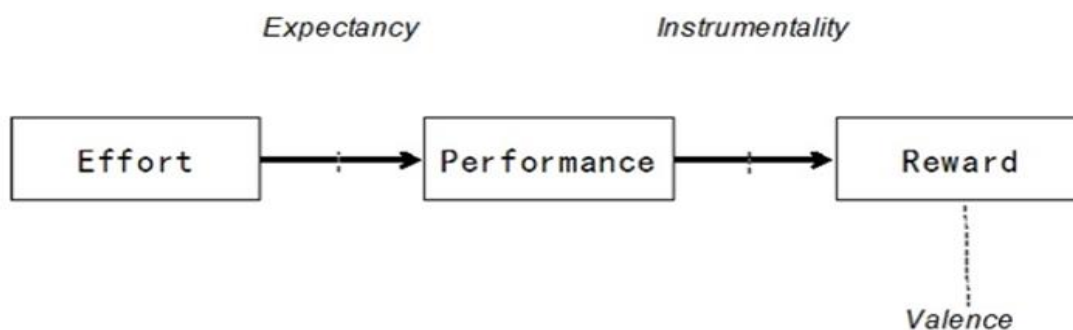 Expectancy
Instrumentality
Effort
Performance
Reward
Valence